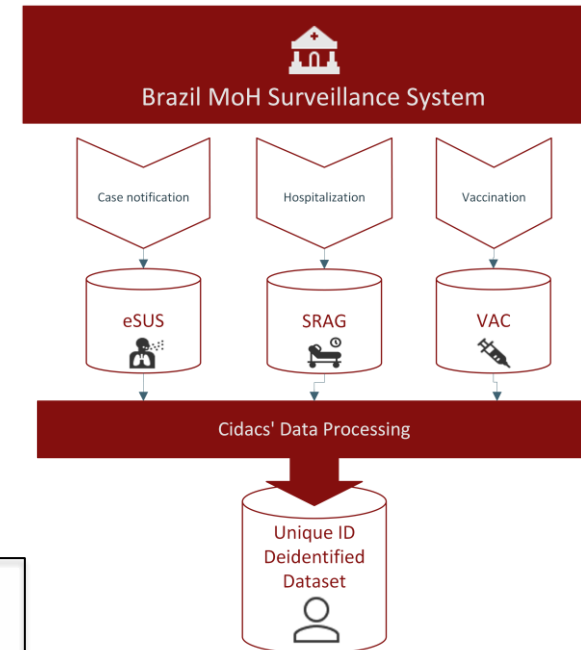 Brazil MoH Surveillance System
Case notification
Hospitalization
Vaccination
eSUS
SRAG
VAC
Cidacs' Data Processing
Unique ID
Deidentified
Dataset